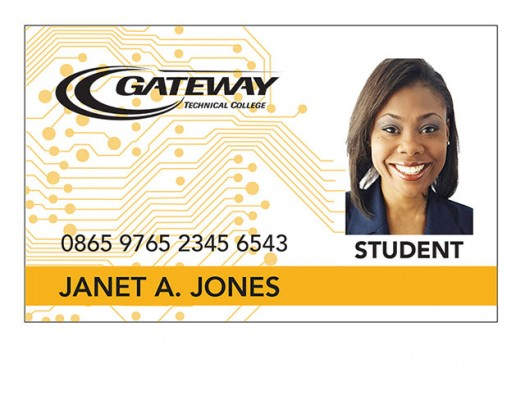 GATEWAY
TECHNICAL COLLEGE
0865 9765 2345 6543
STUDENT
JANET A. JONES